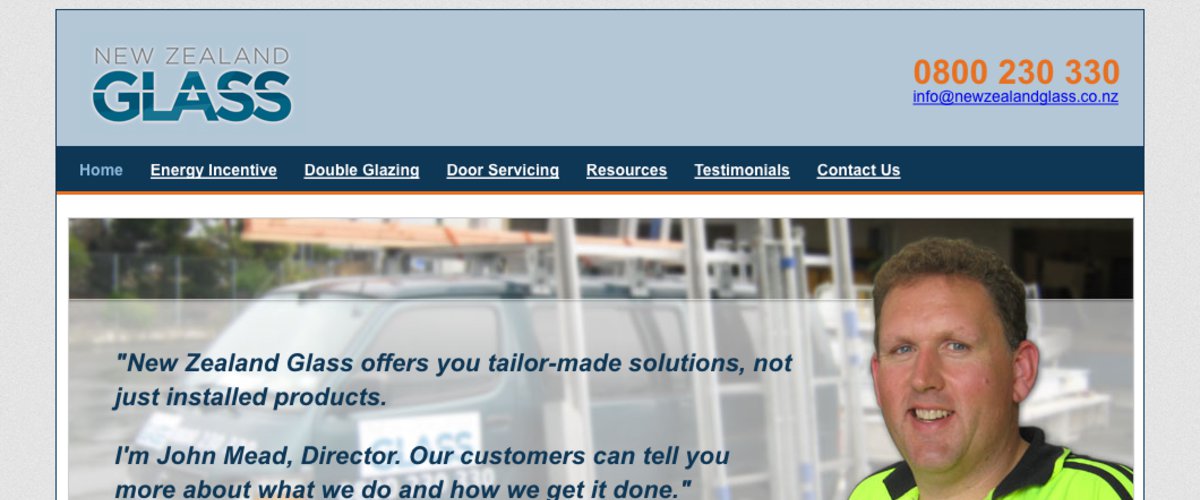 NEW ZEALAND
GLASS
0800 230 330
info@newzealandglass.co.nz
Home Energy Incentive Double Glazing Door Servicing Resources Testimonials Contact Us
"New Zealand Glass offers you tailor-made solutions, not
just installed products.
I'm John Mead, Director. Our customers can tell you
more about what we do and how we get it done."
GLASS